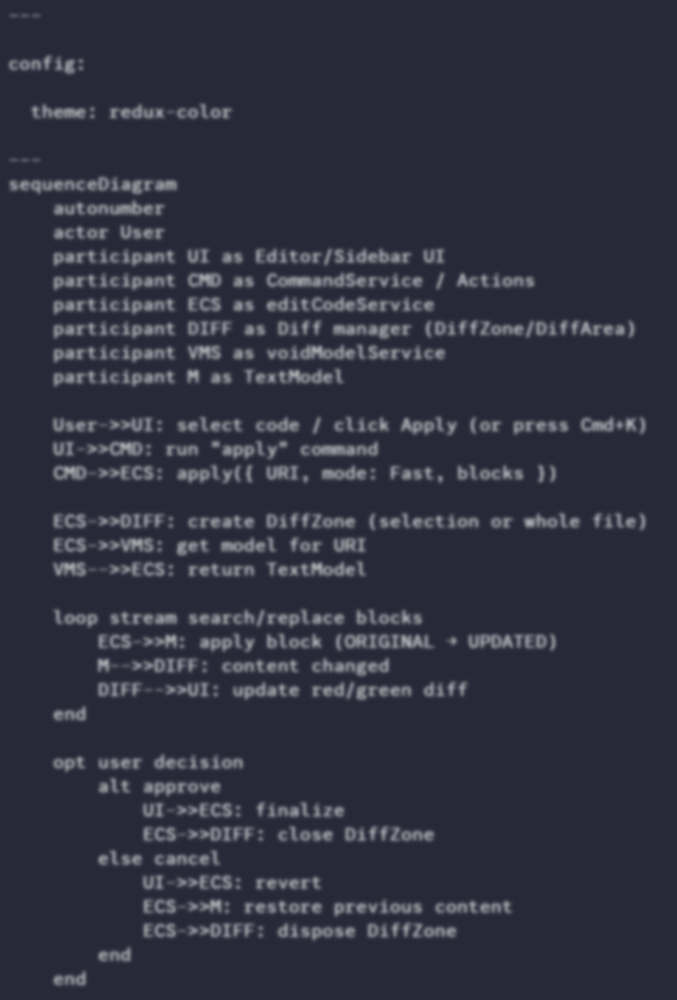 ---
config:
  theme: redux-color
---
sequenceDiagram
    autonumber
    actor User
    participant UI as Editor/Sidebar UI
    participant CMD as CommandService / Actions
    participant ECS as editCodeService
    participant DIFF as Diff manager (DiffZone/DiffArea)
    participant VMS as voidModelService
    participant M as TextModel
    User->>UI: select code / click Apply (or press Cmd+K)
    UI->>CMD: run "apply" command
    CMD->>ECS: apply({ URI, mode: Fast, blocks })
    ECS->>DIFF: create DiffZone (selection or whole file)
    ECS->>VMS: get model for URI
    VMS-->>ECS: return TextModel
    loop stream search/replace blocks
        ECS->>M: apply block (ORIGINAL → UPDATED)
        M-->>DIFF: content changed
        DIFF-->>UI: update red/green diff
    end
    opt user decision
        alt approve
            UI->>ECS: finalize
            ECS->>DIFF: close DiffZone
        else cancel
            UI->>ECS: revert
            ECS->>M: restore previous content
            ECS->>DIFF: dispose DiffZone
        end
    end